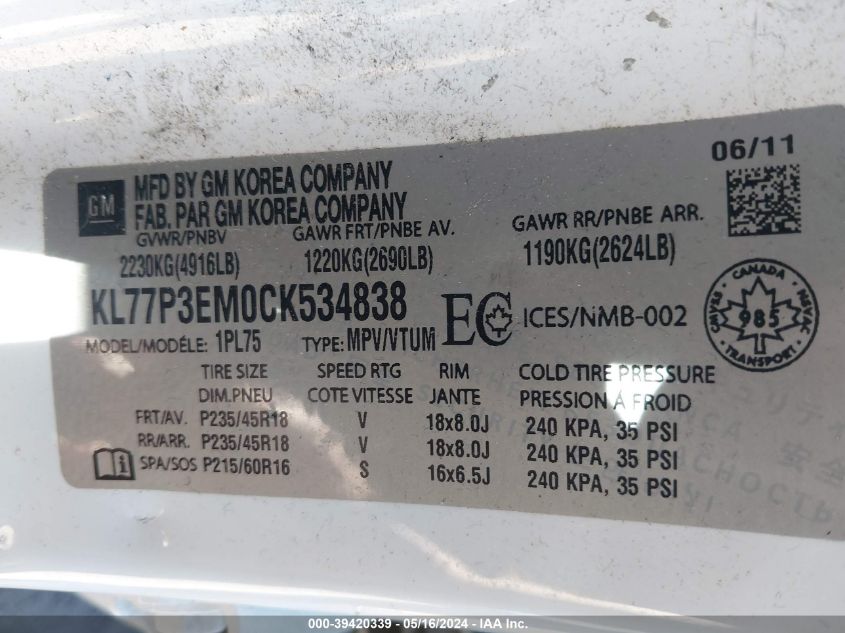 06/11
GM
MFD BY GM KOREA COMPANY
FAB. PAR GM KOREA COMPANY
GVWR/PNBV GAWR FRT/PNBE AV. GAWR RR/PNBE ARR.
2230KG(4916LB) 1220KG(2690LB) 1190KG(2624LB)
KL77P3EM0CK534838 EC ICES/NMB-002
CANADA
985
TRANSPORT
CMVSS
NSVAC
MODEL/MODÉLE: 1PL75 TYPE: MPV/VTUM
TIRE SIZE SPEED RTG RIM COLD TIRE PRESSURE
DIM.PNEU COTE VITESSE JANTE PRESSION A FROID
FRT/AV. P235/45R18 V 18x8.0J 240 KPA, 35 PSI
RR/ARR. P235/45R18 V 18x8.0J 240 KPA, 35 PSI
SPA/SOS P215/60R16 S 16x6.5J 240 KPA, 35 PSI
000-39420339 - 05/16/2024 - IAA Inc.